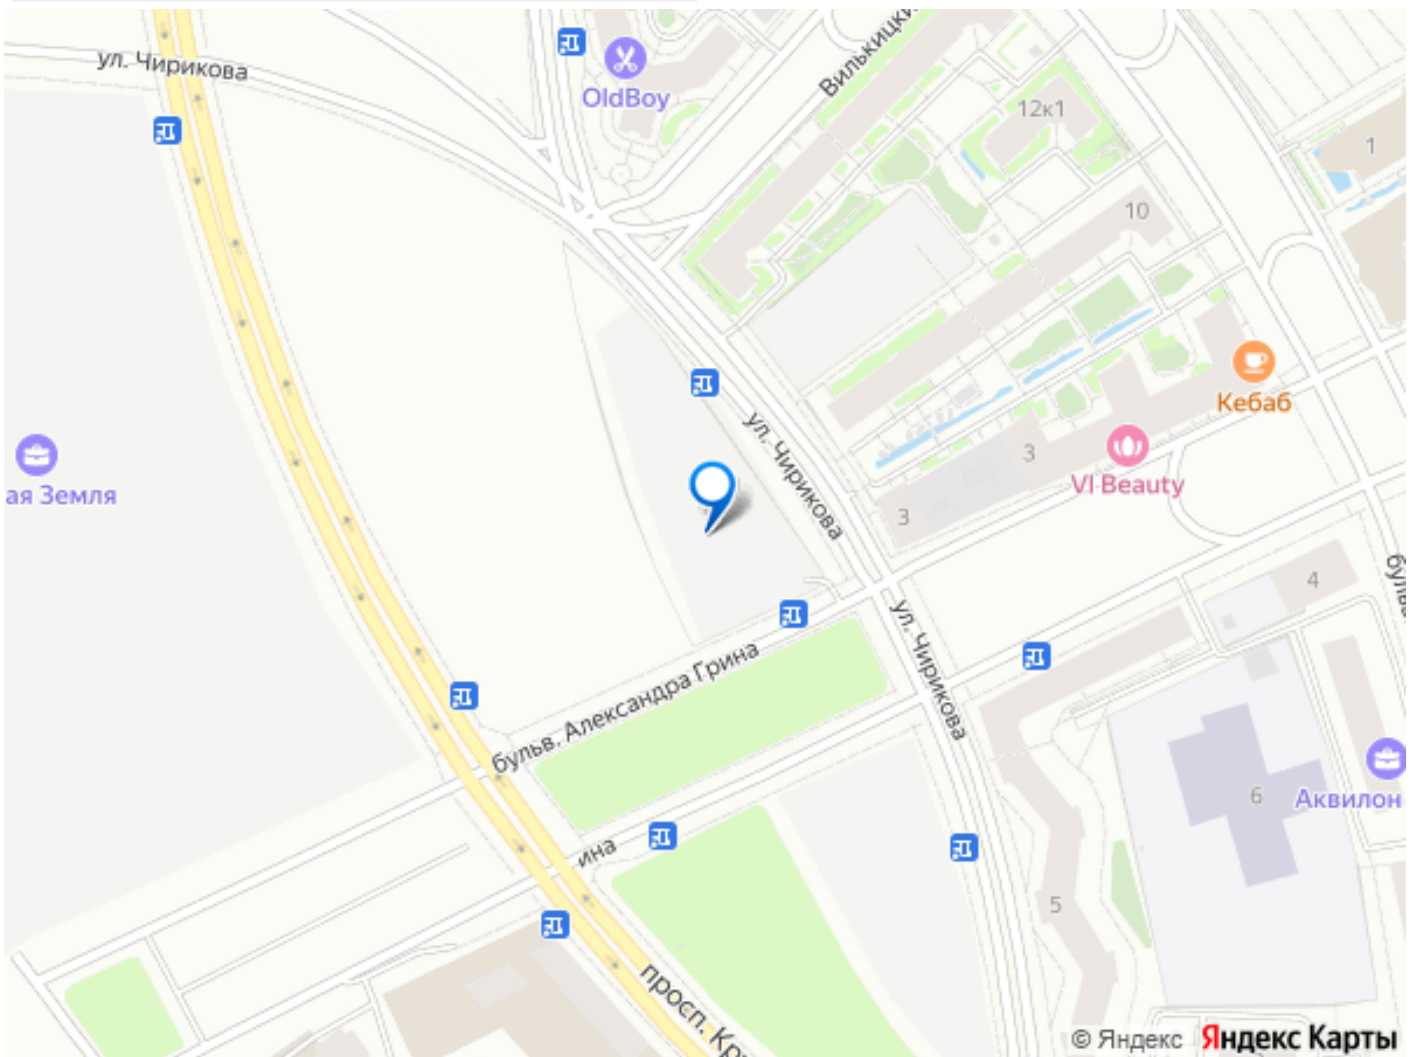 ул. Чирикова
OldBoy
Вилькицки
12к1
1
10
Кебаб
ул. Чирикова
3
VI Beauty
ая Земля
3
4
ул. Чирикова
бульв. Александра Грина
6
Аквилон
ина
5
просп.
© Яндекс Яндекс Карты